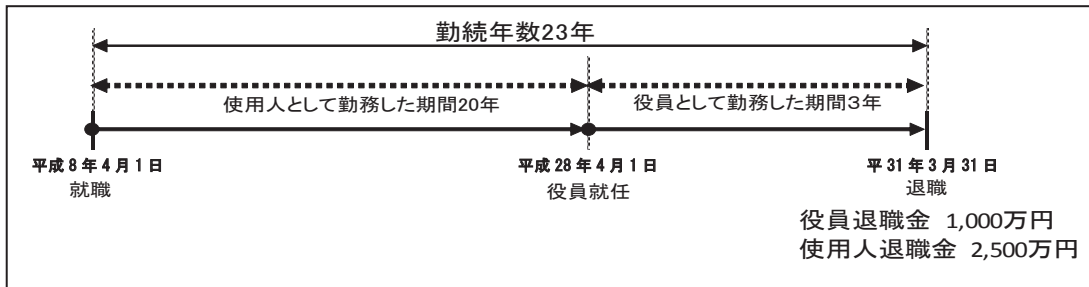 勤続年数23年
使用人として勤務した期間20年
役員として勤務した期間3年
平成8年4月1日
就職
平成28年4月1日
役員就任
平31年3月31日
退職
役員退職金 1,000万円
使用人退職金 2,500万円